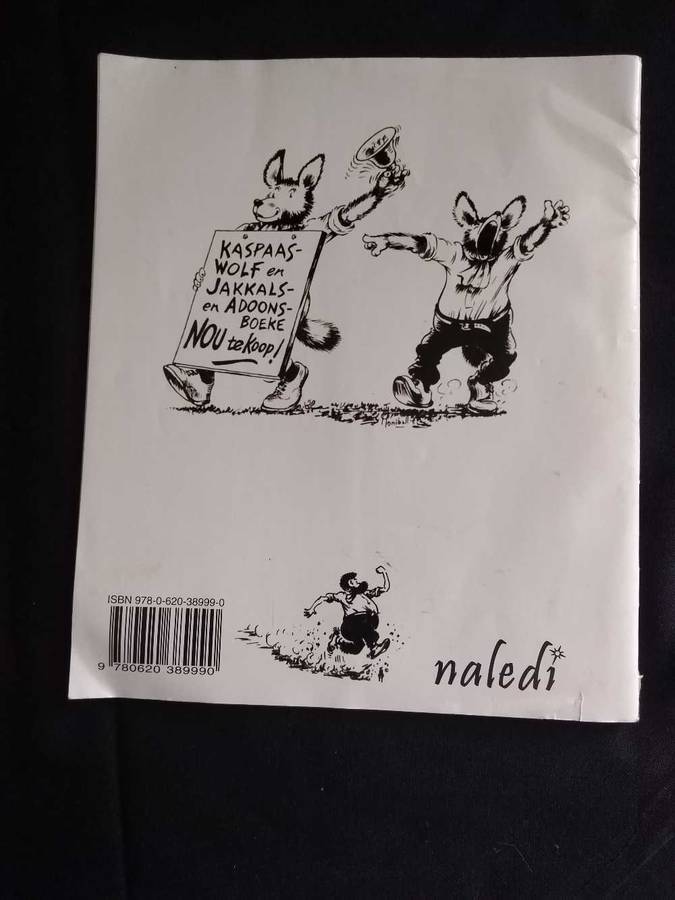 KASPAAS-
WOLF en
JAKKALS-
en ADOONS-
BOEKE
NOU te koop!
ISBN 978-0-620-38999-0
9 780620 389990
naledi